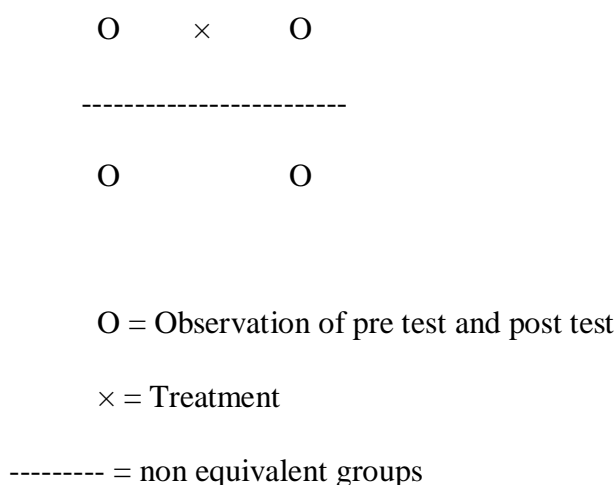 O × O
-------------------------
O O
O = Observation of pre test and post test
× = Treatment
--------- = non equivalent groups